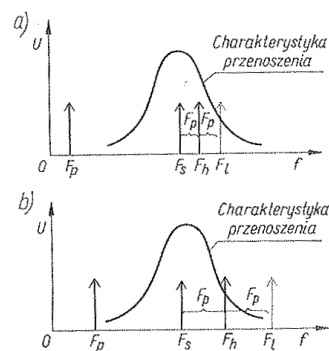 a)
U
Charakterystyka
przenoszenia
Fp Fp
0 Fp Fs Fh Fl f
b)
U
Charakterystyka
przenoszenia
Fp Fp
0 Fp Fs Fh Fl f